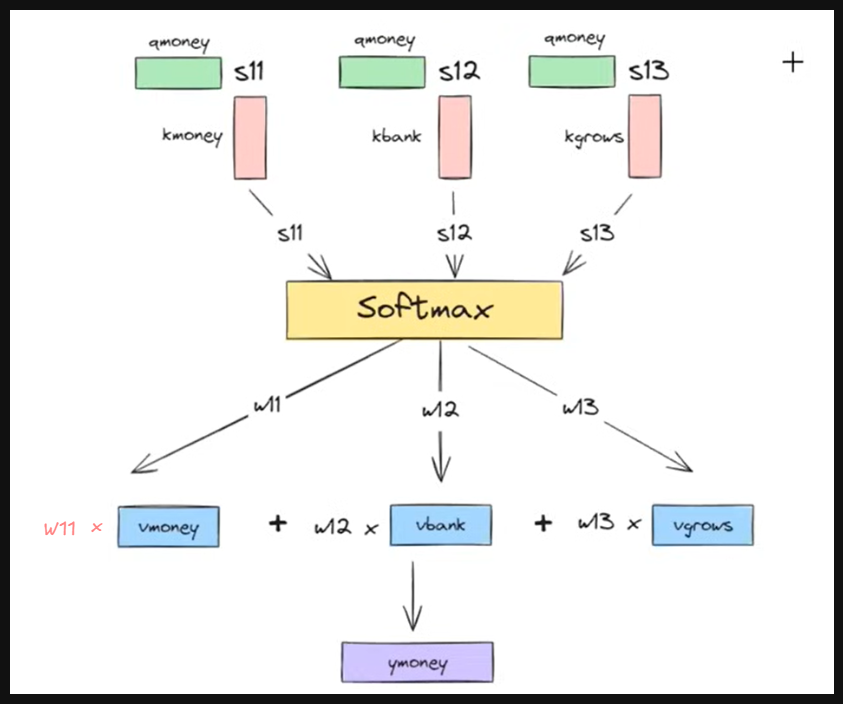 qmoney qmoney qmoney
s11 s12 s13
kmoney kbank kgrows
s11 s12 s13
Softmax
w11 w12 w13
w11 x vmoney + w12 x vbank + w13 x vgrows
ymoney